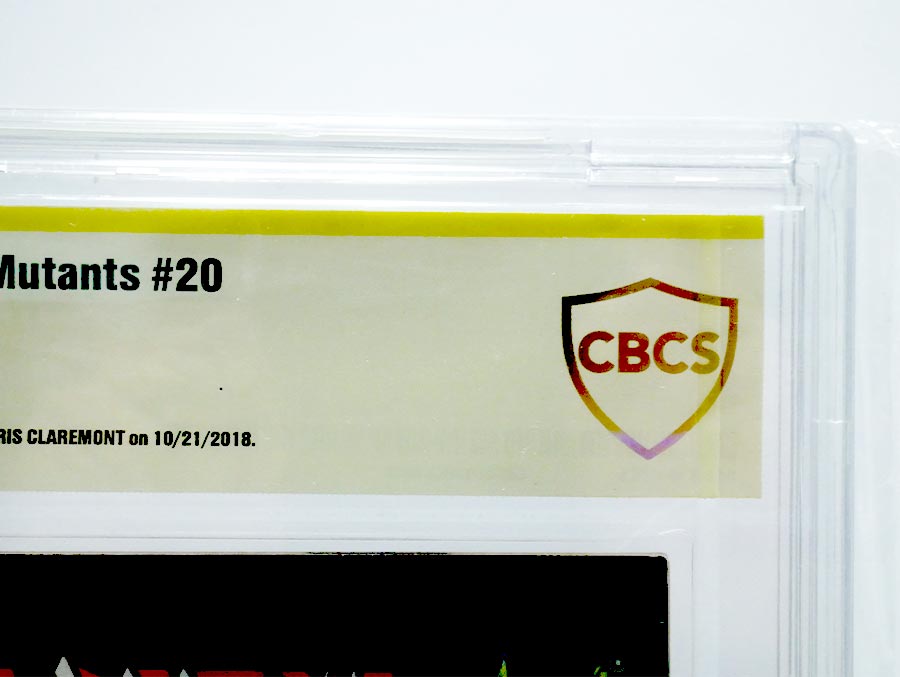 Mutants #20
CBCS
RIS CLAREMONT on 10/21/2018.